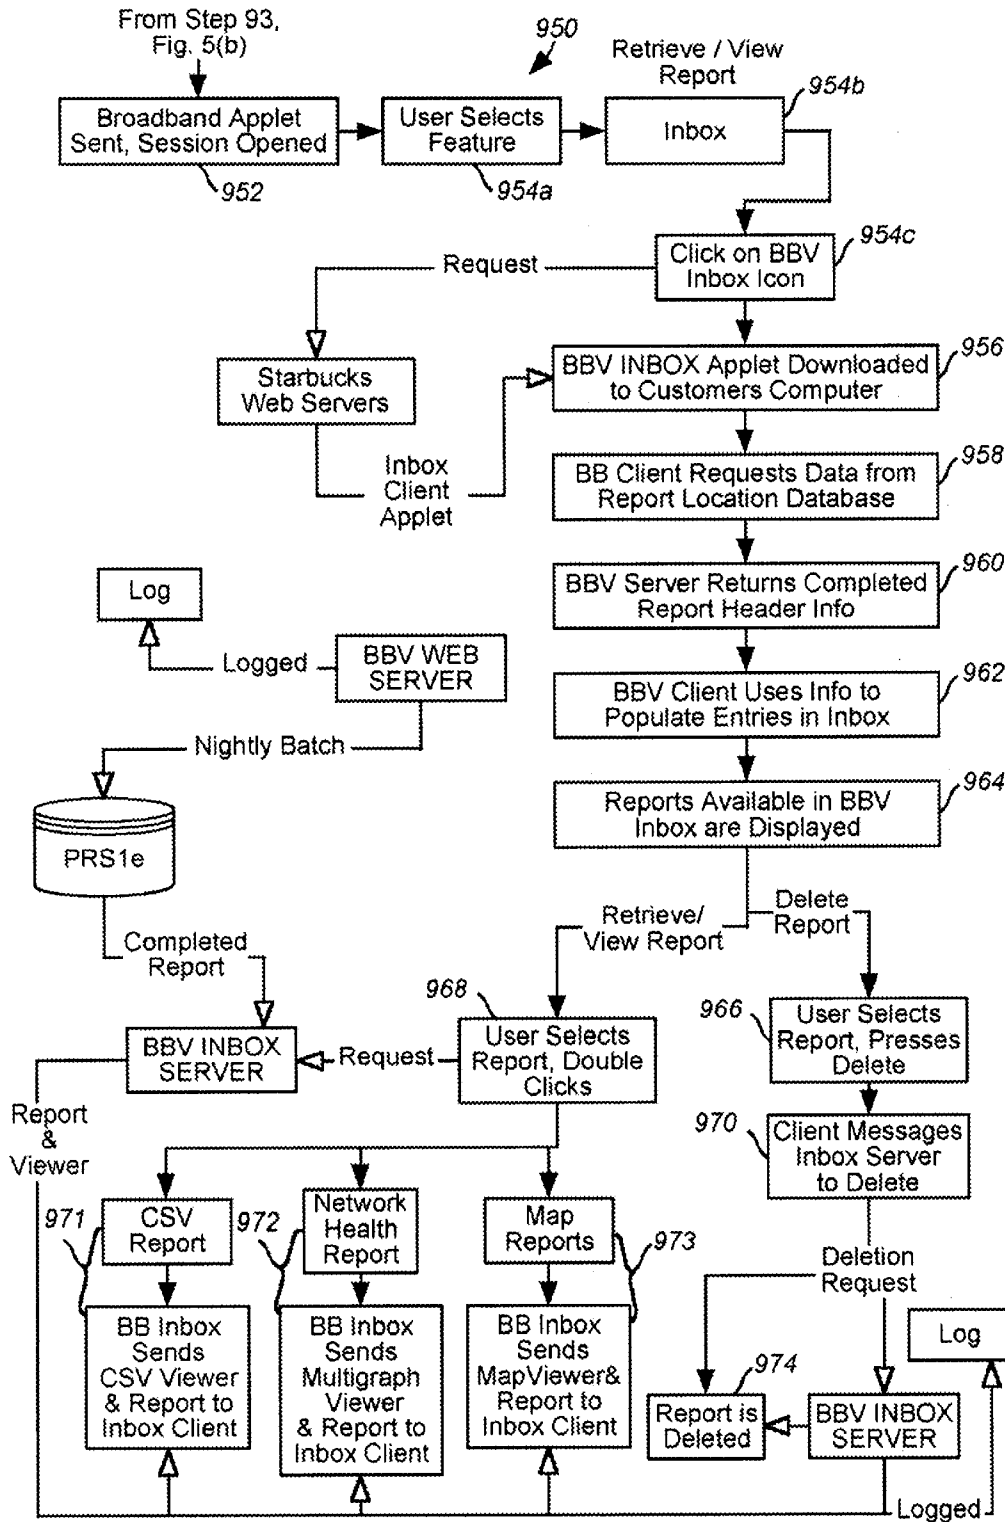 From Step 93,
Fig. 5(b)
950
Retrieve / View
Report
954b
Broadband Applet
Sent, Session Opened
952
User Selects
Feature
954a
Inbox
Click on BBV
Inbox Icon
954c
Request
Starbucks
Web Servers
Inbox
Client
Applet
BBV INBOX Applet Downloaded
to Customers Computer
956
BB Client Requests Data from
Report Location Database
958
BBV Server Returns Completed
Report Header Info
960
Log
Logged
BBV WEB
SERVER
BBV Client Uses Info to
Populate Entries in Inbox
962
Nightly Batch
Reports Available in BBV
Inbox are Displayed
964
PRS1e
Completed
Report
Retrieve/
View Report
Delete
Report
968
User Selects
Report, Double
Clicks
966
User Selects
Report, Presses
Delete
BBV INBOX
SERVER
Request
Report
&
Viewer
970
Client Messages
Inbox Server
to Delete
971
CSV
Report
972
Network
Health
Report
Map
Reports
973
Deletion
Request
BB Inbox
Sends
CSV Viewer
& Report to
Inbox Client
BB Inbox
Sends
Multigraph
Viewer
& Report to
Inbox Client
BB Inbox
Sends
MapViewer&
Report to
Inbox Client
974
Report is
Deleted
BBV INBOX
SERVER
Log
Logged